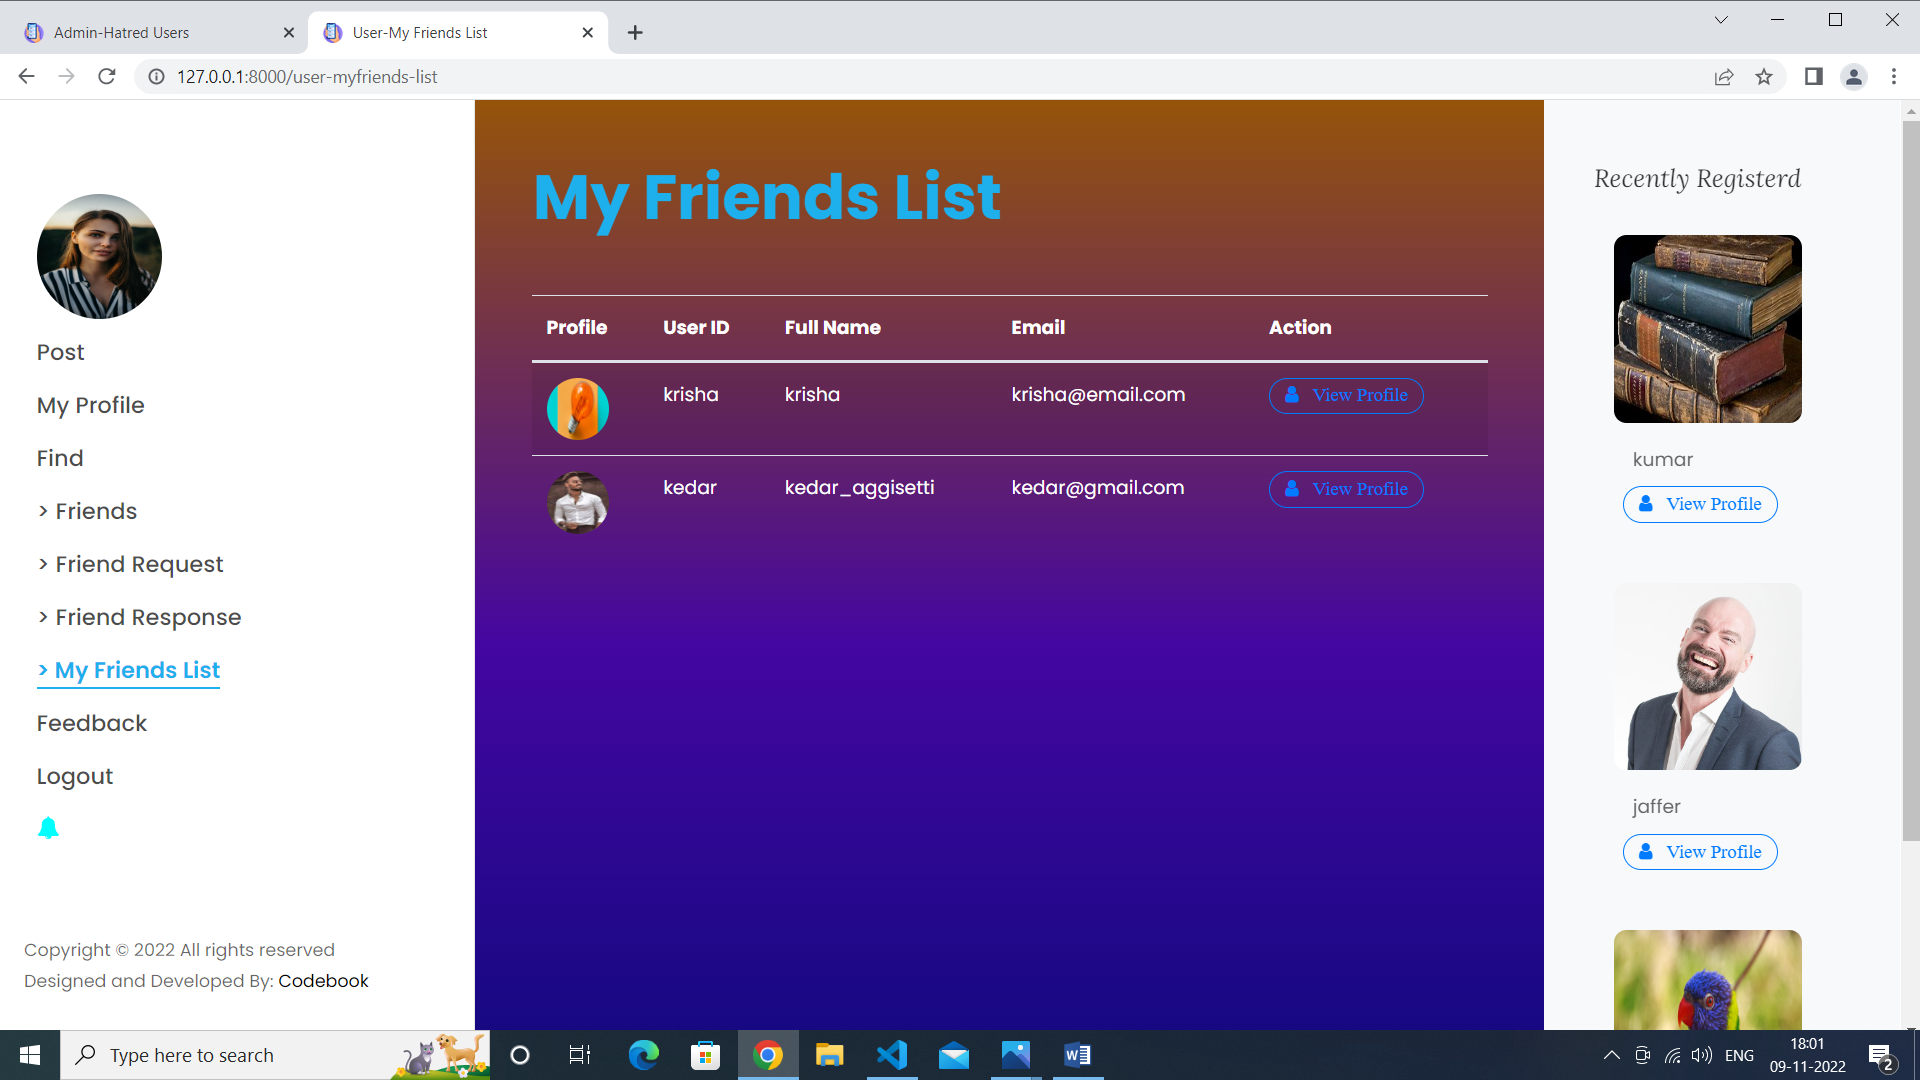 Admin-Hatred Users
User-My Friends List
127.0.0.1:8000/user-myfriends-list
Post
My Profile
Find
> Friends
> Friend Request
> Friend Response
> My Friends List
Feedback
Logout
Copyright © 2022 All rights reserved
Designed and Developed By: Codebook
My Friends List
Profile User ID Full Name Email Action
krisha krisha krisha@email.com View Profile
kedar kedar_aggisetti kedar@gmail.com View Profile
Recently Registerd
kumar
View Profile
jaffer
View Profile
Type here to search
ENG
18:01
09-11-2022
2